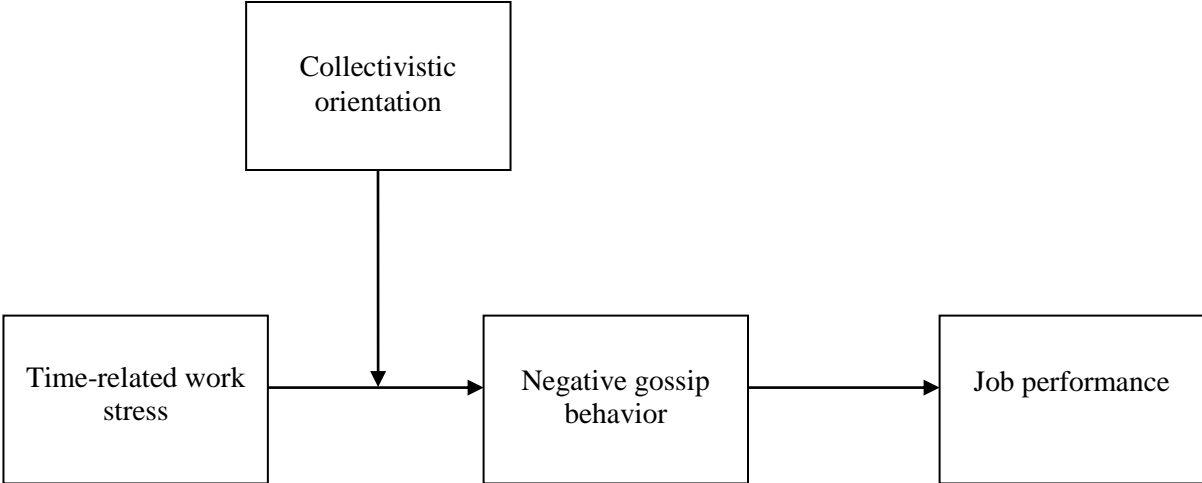 Collectivistic
orientation
Time-related work
stress
Negative gossip
behavior
Job performance